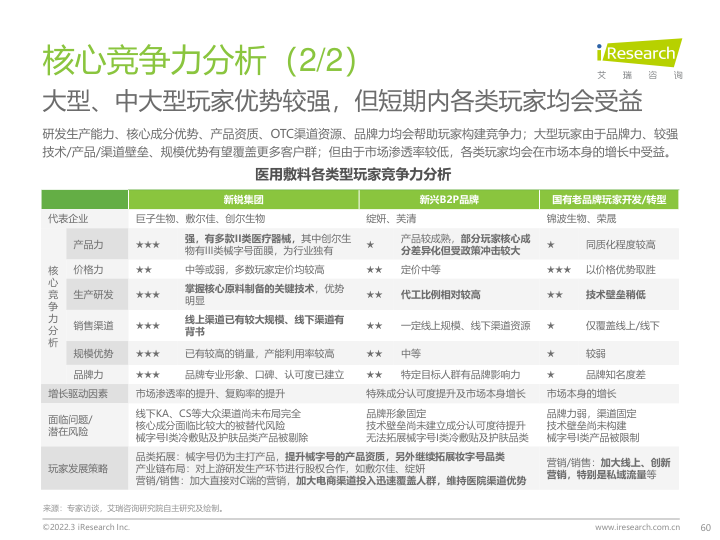 核心竞争力分析（2/2）
iResearch
艾 瑞 咨 询
大型、中大型玩家优势较强，但短期内各类玩家均会受益
研发生产能力、核心成分优势、产品资质、OTC渠道资源、品牌力均会帮助玩家构建竞争力；大型玩家由于品牌力、较强
技术/产品/渠道壁垒、规模优势有望覆盖更多客户群；但由于市场渗透率较低，各类玩家均会在市场本身的增长中受益。
医用敷料各类型玩家竞争力分析
新锐集团 新兴B2P品牌 国有老品牌玩家开发/转型
代表企业 巨子生物、敷尔佳、创尔生物 绽妍、芙清 锦波生物、荣晟
核心竞争力分析
产品力 ★★★ 强，有多款II类医疗器械，其中创尔生
物有III类械字号面膜，为行业独有
★ 产品较成熟，部分玩家核心成
分差异化但受政策冲击较大
★ 同质化程度较高
价格力 ★★ 中等或弱，多数玩家定价均较高 ★★ 定价中等 ★★★ 以价格优势取胜
生产研发 ★★★ 掌握核心原料制备的关键技术，优势
明显
★★ 代工比例相对较高 ★★ 技术壁垒稍低
销售渠道 ★★★ 线上渠道已有较大规模、线下渠道有
背书
★★ 一定线上规模、线下渠道资源 ★ 仅覆盖线上/线下
规模优势 ★★★ 已有较高的销量，产能利用率较高 ★★ 中等 ★ 较弱
品牌力 ★★★ 品牌专业形象、口碑、认可度已建立 ★★ 特定目标人群有品牌影响力 ★ 品牌知名度差
增长驱动因素 市场渗透率的提升、复购率的提升 特殊成分认可度提升及市场本身增长 市场本身的增长
面临问题/
潜在风险
线下KA、CS等大众渠道尚未布局完全
核心成分面临比较大的被替代风险
械字号I类冷敷贴及护肤品类产品被剔除
品牌形象固定
技术壁垒尚未建立成分认可度待提升
无法拓展械字号I类冷敷贴及护肤品类
品牌力弱，渠道固定
技术壁垒尚未构建
械字号I类产品被限制
玩家发展策略
品类拓展：械字号仍为主打产品，提升械字号的产品资质，另外继续拓展妆字号品类
产业链布局：对上游研发生产环节进行股权合作，如敷尔佳、绽妍
营销/销售：加大直接对C端的营销，加大电商渠道投入迅速覆盖人群，维持医院渠道优势
营销/销售：加大线上、创新
营销，特别是私域流量等
来源：专家访谈，艾瑞咨询研究院自主研究及绘制。
©2022.3 iResearch Inc.
www.iresearch.com.cn
60